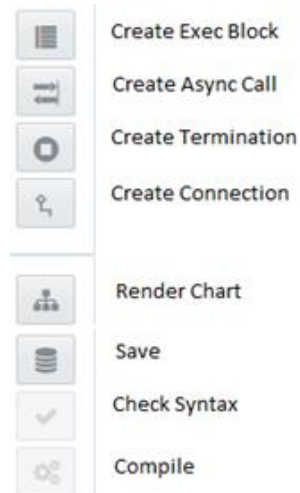 Create Exec Block
Create Async Call
Create Termination
Create Connection
Render Chart
Save
Check Syntax
Compile